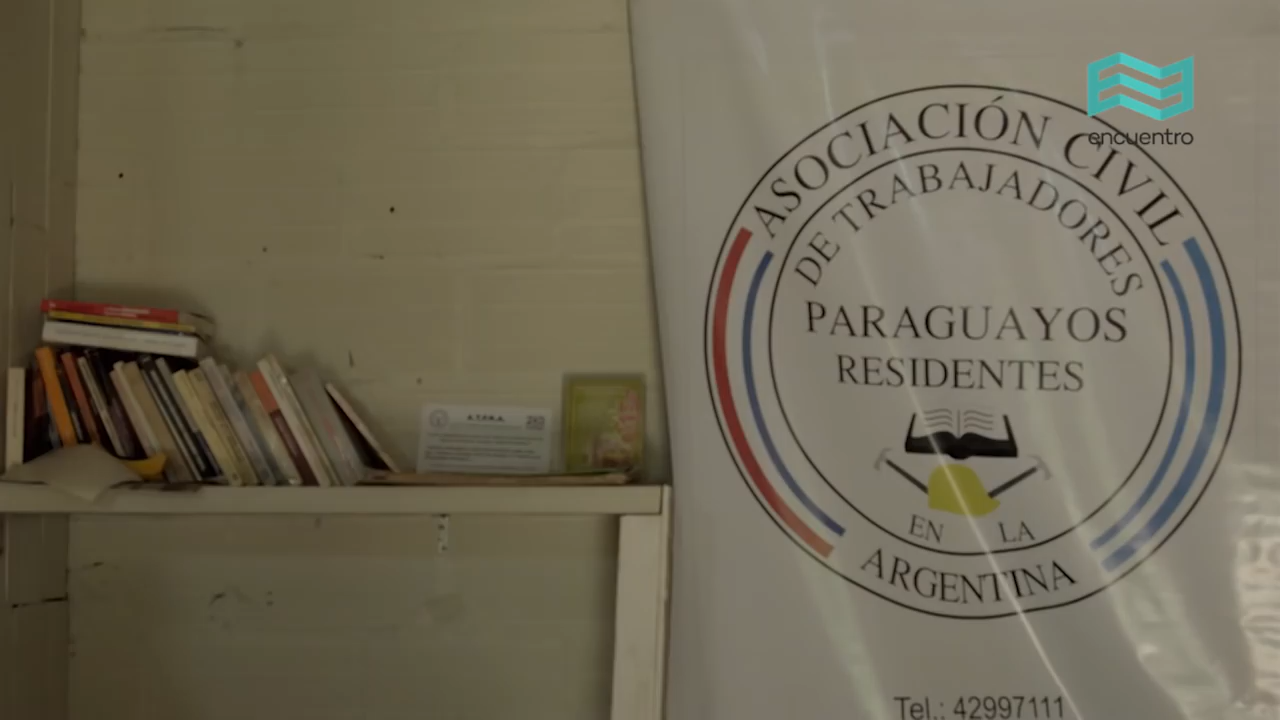 encuentro
ASOCIACIÓN CIVIL
DE TRABAJADORES
PARAGUAYOS
RESIDENTES
EN LA
ARGENTINA
Tel.: 42997111
A.T.P.R.A.